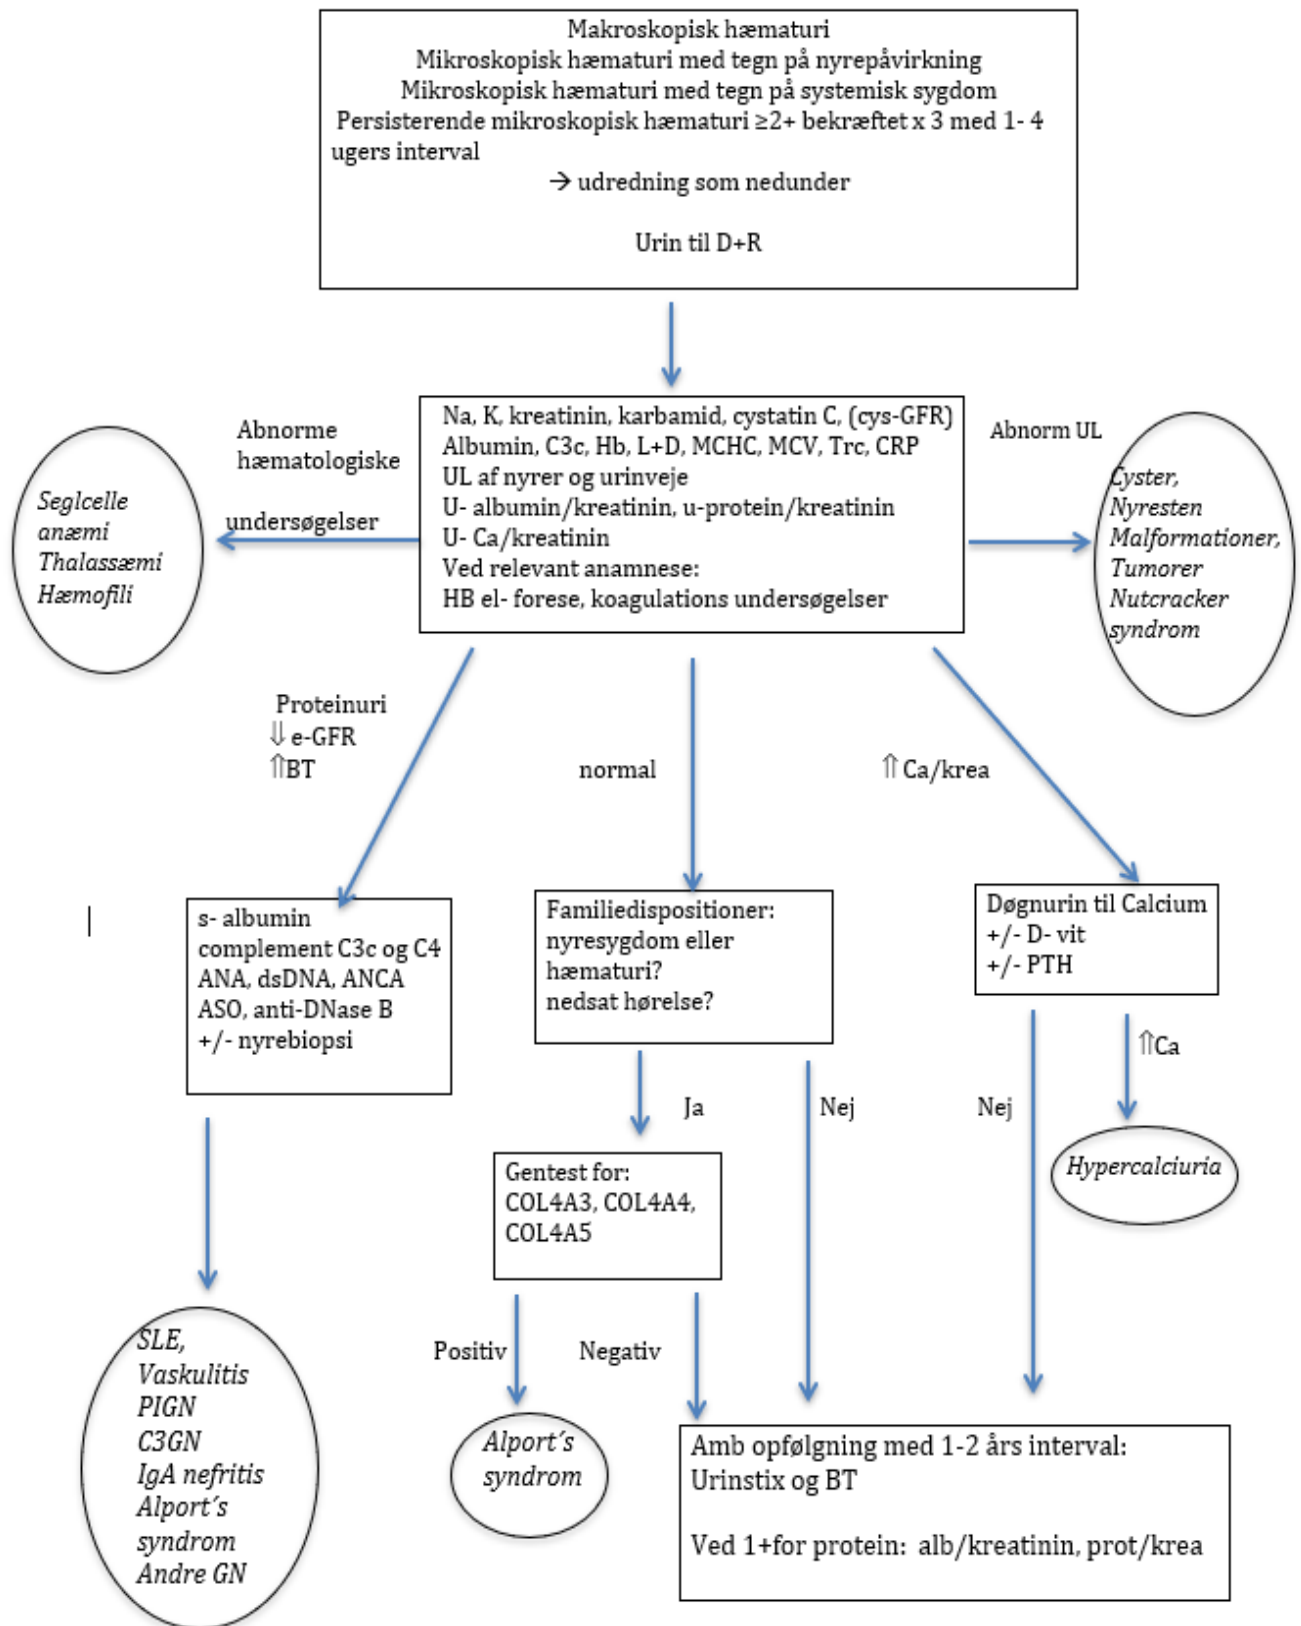 Makroskopisk hæmaturi
Mikroskopisk hæmaturi med tegn på nyrepåvirkning
Mikroskopisk hæmaturi med tegn på systemisk sygdom
Persisterende mikroskopisk hæmaturi ≥2+ bekræftet x 3 med 1- 4
ugers interval
→ udredning som nedunder
Urin til D+R
Abnorme
hæmatologiske
undersøgelser
Na, K, kreatinin, karbamid, cystatin C, (cys-GFR)
Albumin, C3c, Hb, L+D, MCHC, MCV, Trc, CRP
UL af nyrer og urinveje
U- albumin/kreatinin, u-protein/kreatinin
U- Ca/kreatinin
Ved relevant anamnese:
HB el- forese, koagulations undersøgelser
Abnorm UL
Seglcelle
anæmi
Thalassæmi
Hæmofili
Cyster,
Nyresten
Malformationer,
Tumorer
Nutcracker
syndrom
Proteinuri
⇓ e-GFR
⇑BT
normal
⇑ Ca/krea
s- albumin
complement C3c og C4
ANA, dsDNA, ANCA
ASO, anti-DNase B
+/- nyrebiopsi
Familiedispositioner:
nyresygdom eller
hæmaturi?
nedsat hørelse?
Døgnurin til Calcium
+/- D- vit
+/- PTH
Ja
Nej
Nej
⇑Ca
Hypercalciuria
Gentest for:
COL4A3, COL4A4,
COL4A5
Positiv
Negativ
SLE,
Vaskulitis
PIGN
C3GN
IgA nefritis
Alport´s
syndrom
Andre GN
Alport´s
syndrom
Amb opfølgning med 1-2 års interval:
Urinstix og BT
Ved 1+for protein: alb/kreatinin, prot/krea